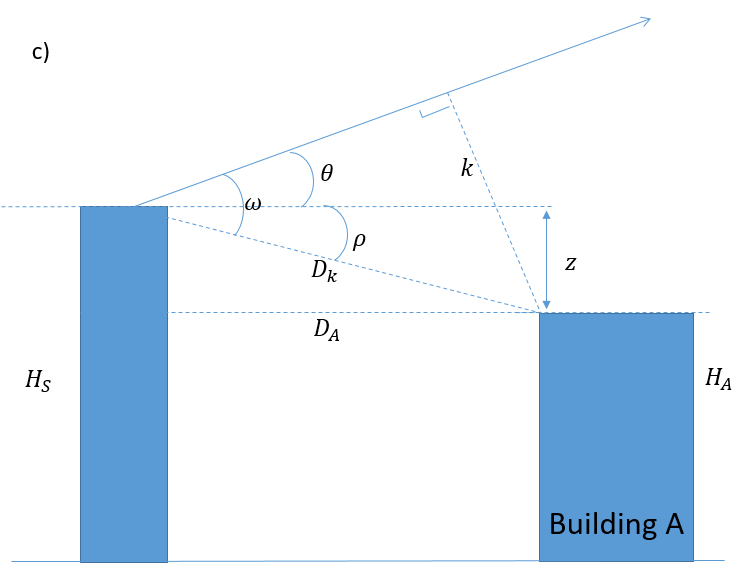 c)
θ
k
ω
ρ
z
D_k
D_A
H_S
H_A
Building A